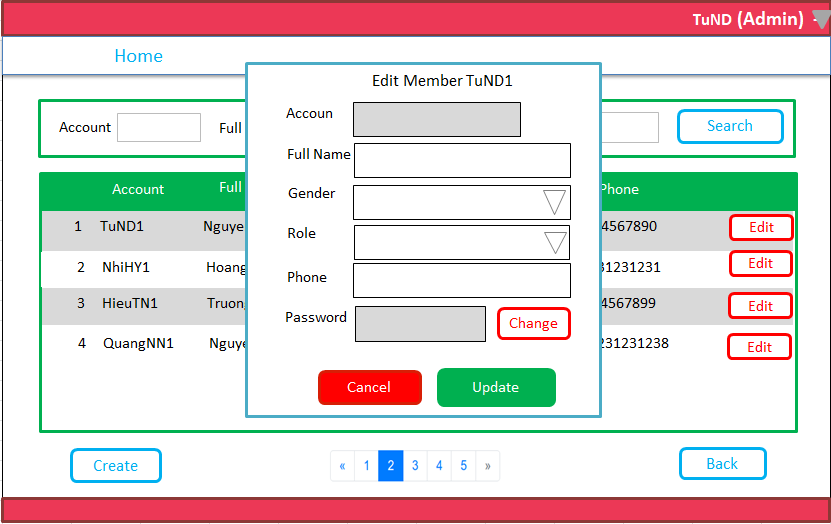 TuND (Admin)
Home
Edit Member TuND1
Account
Full
Search
Accoun
Full Name
Gender
Role
Phone
Password
Change
Cancel
Update
Account
Full
Phone
1 TuND1 Nguye 4567890 Edit
2 NhiHY1 Hoang 31231231 Edit
3 HieuTN1 Truon 4567899 Edit
4 QuangNN1 Nguye 231231238 Edit
Create
« 1 2 3 4 5 »
Back